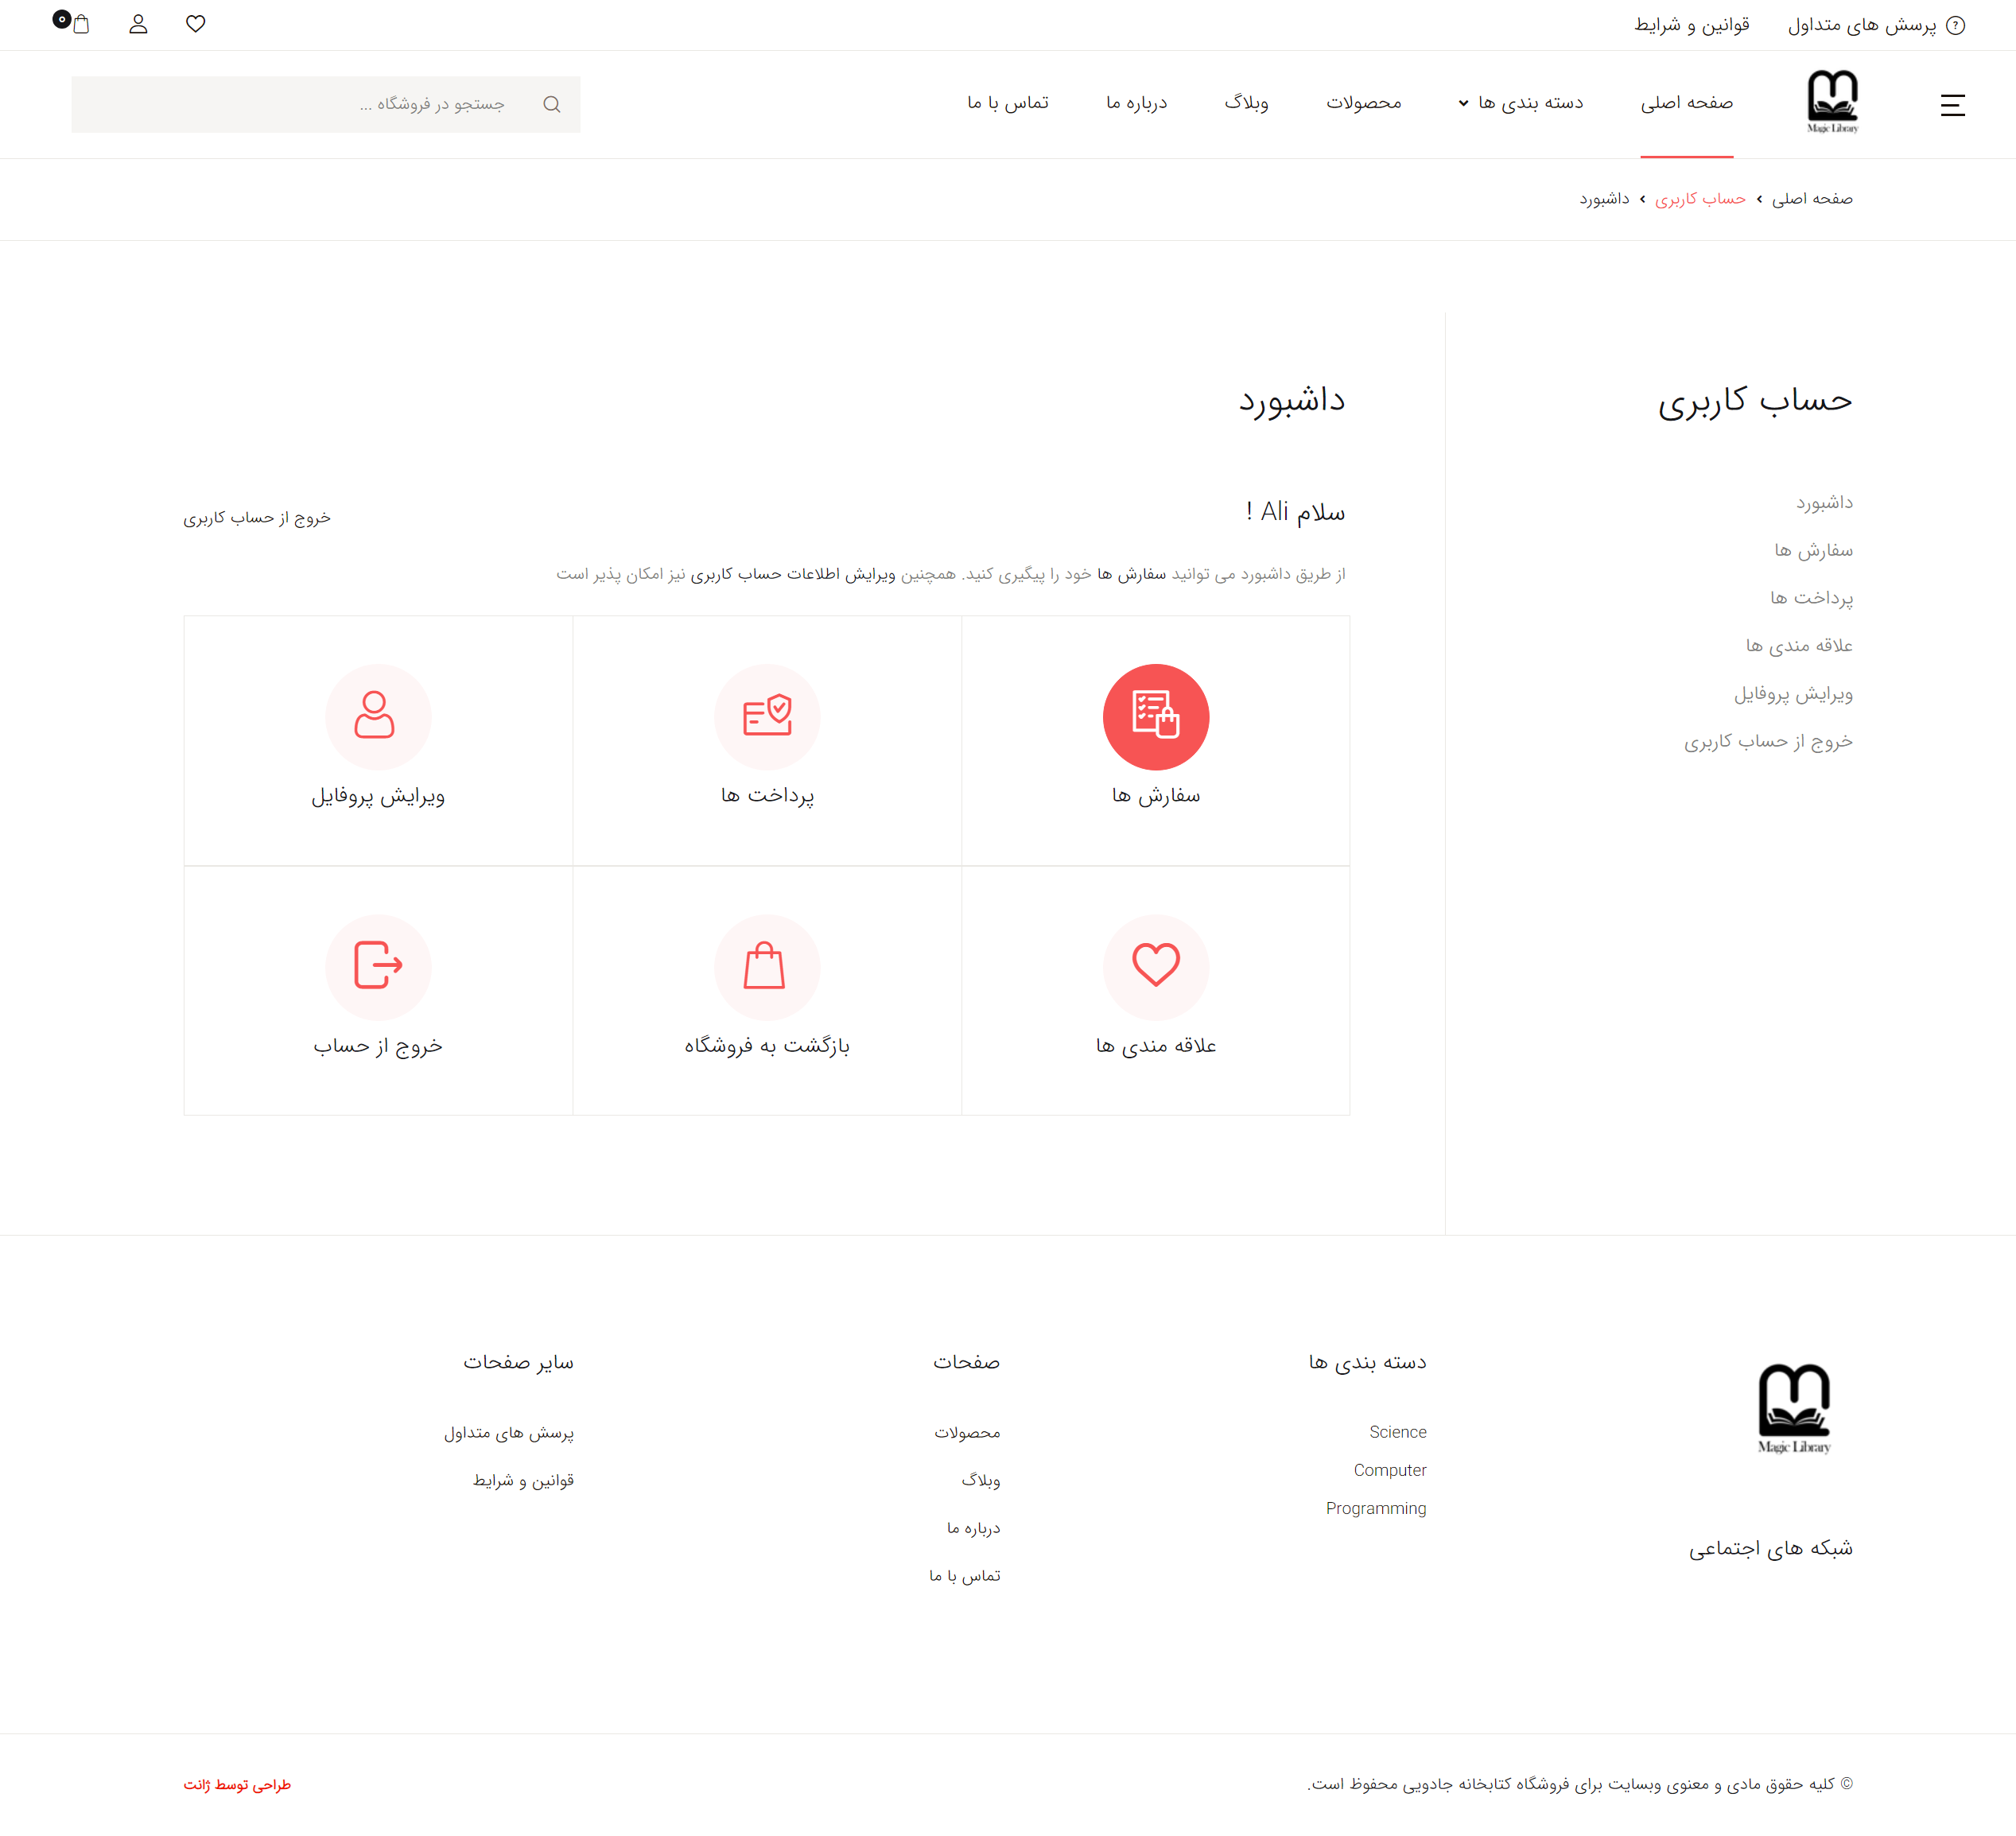 پرسش های متداول
قوانین و شرایط
0
Magic Library
صفحه اصلی
دسته بندی ها
محصولات
وبلاگ
درباره ما
تماس با ما
جستجو در فروشگاه ...
صفحه اصلی › حساب کاربری › داشبورد
حساب کاربری
داشبورد
سفارش ها
پرداخت ها
علاقه مندی ها
ویرایش پروفایل
خروج از حساب کاربری
داشبورد
سلام Ali !
خروج از حساب کاربری
از طریق داشبورد می توانید سفارش ها خود را پیگیری کنید. همچنین ویرایش اطلاعات حساب کاربری نیز امکان پذیر است
سفارش ها
پرداخت ها
ویرایش پروفایل
علاقه مندی ها
بازگشت به فروشگاه
خروج از حساب
Magic Library
شبکه های اجتماعی
دسته بندی ها
Science
Computer
Programming
صفحات
محصولات
وبلاگ
درباره ما
تماس با ما
سایر صفحات
پرسش های متداول
قوانین و شرایط
© کلیه حقوق مادی و معنوی وبسایت برای فروشگاه کتابخانه جادویی محفوظ است.
طراحی توسط ژانت